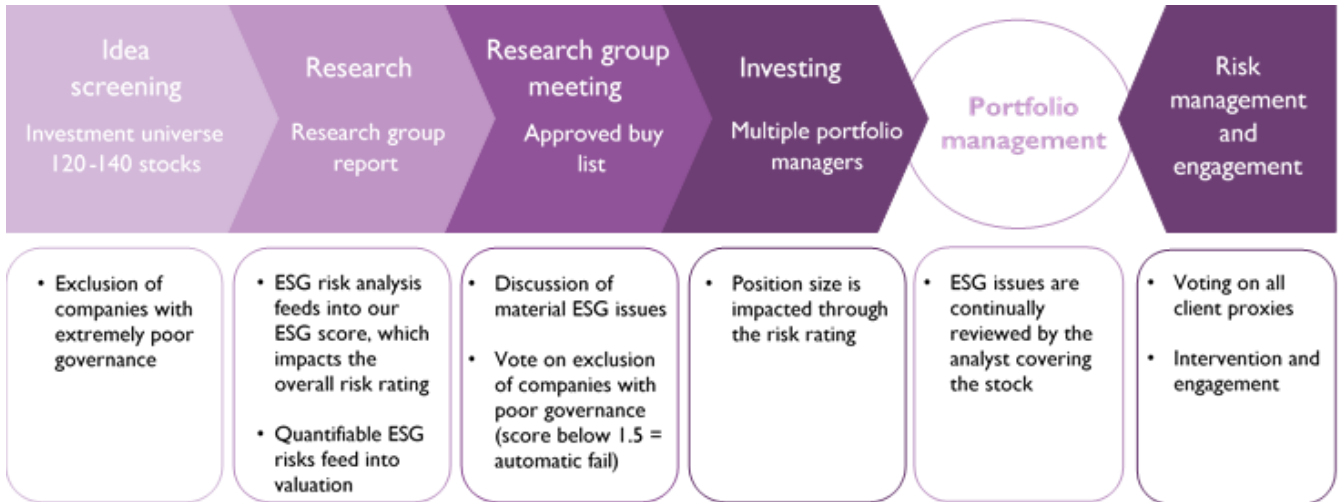 Idea
screening
Investment universe
120-140 stocks
Research
Research group
report
Research group
meeting
Approved buy
list
Investing
Multiple portfolio
managers
Portfolio
management
Risk
management
and
engagement
• Exclusion of
companies with
extremely poor
governance
• ESG risk analysis
feeds into our
ESG score, which
impacts the
overall risk rating
• Quantifiable ESG
risks feed into
valuation
• Discussion of
material ESG issues
• Vote on exclusion
of companies with
poor governance
(score below 1.5 =
automatic fail)
• Position size is
impacted through
the risk rating
• ESG issues are
continually
reviewed by the
analyst covering
the stock
• Voting on all
client proxies
• Intervention and
engagement